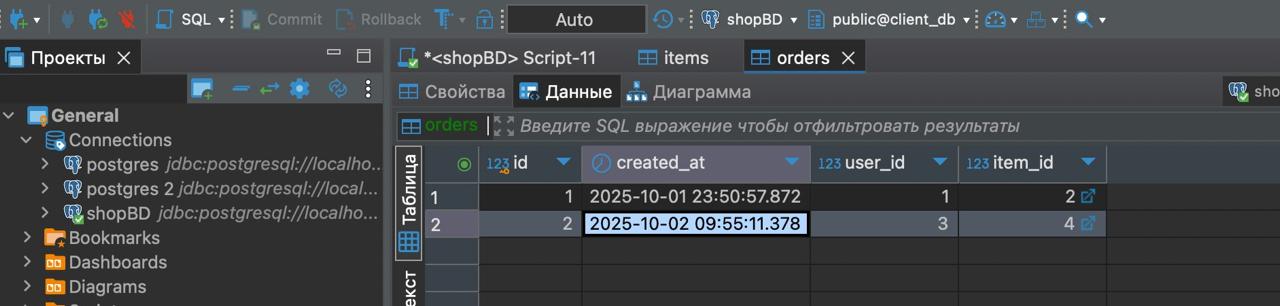 SQL Commit Rollback T Auto shopBD public@client_db
Проекты
*<shopBD> Script-11 items orders
Свойства Данные Диаграмма sho
General
Connections
postgres jdbc:postgresql://localho...
postgres 2 jdbc:postgresql://local...
shopBD jdbc:postgresql://localho...
Bookmarks
Dashboards
Diagrams
orders Введите SQL выражение чтобы отфильтровать результаты
Таблица
екст
123 id created_at 123 user_id 123 item_id
1 1 2025-10-01 23:50:57.872 1 2
2 2 2025-10-02 09:55:11.378 3 4